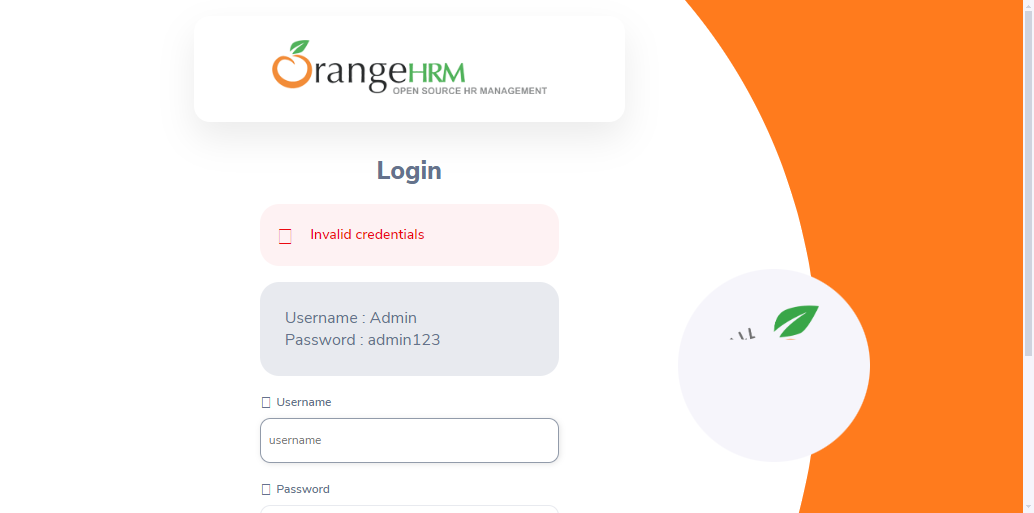 OrangeHRM
OPEN SOURCE HR MANAGEMENT
Login
Invalid credentials
Username : Admin
Password : admin123
Username
username
Password